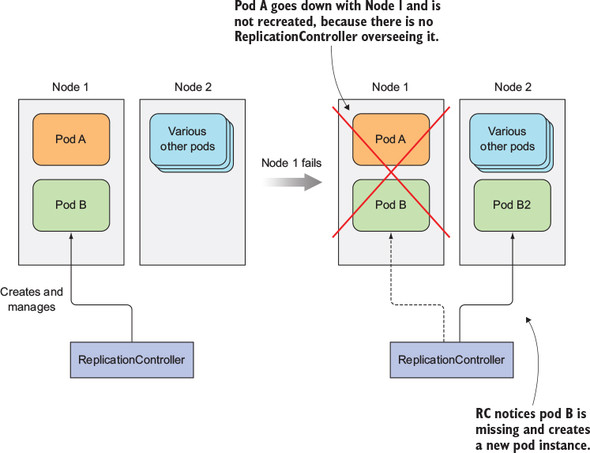 Pod A goes down with Node 1 and is
not recreated, because there is no
ReplicationController overseeing it.
Node 1
Node 2
Pod A
Various
other pods
Pod B
Creates and
manages
ReplicationController
Node 1 fails
Node 1
Node 2
Pod A
Various
other pods
Pod B
Pod B2
ReplicationController
RC notices pod B is
missing and creates
a new pod instance.